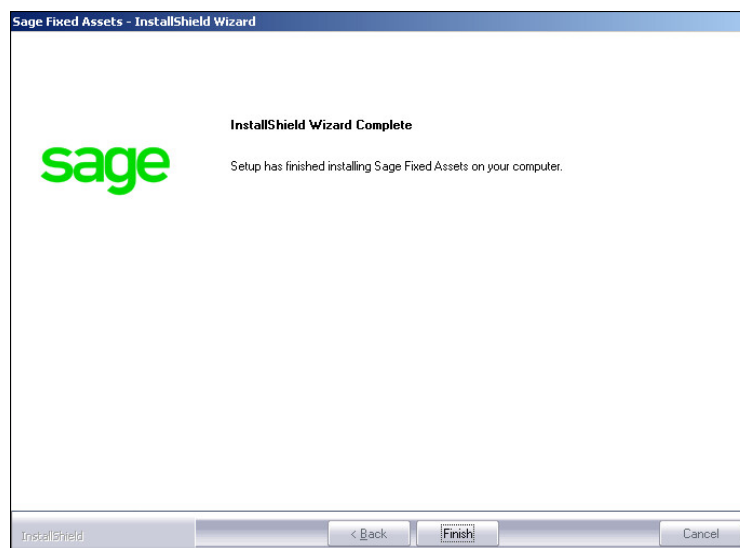 Sage Fixed Assets - InstallShield Wizard
InstallShield Wizard Complete
sage
Setup has finished installing Sage Fixed Assets on your computer.
InstallShield
< Back
Finish
Cancel